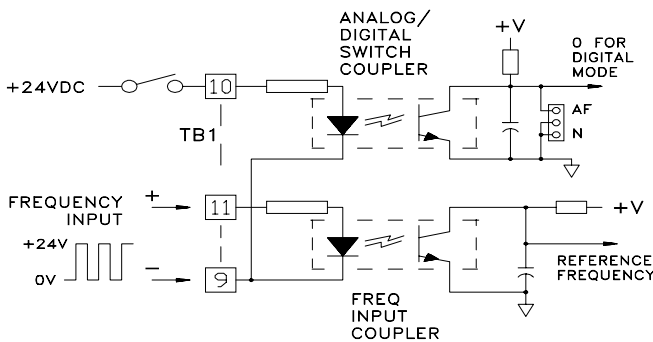 ANALOG/
DIGITAL
SWITCH
COUPLER
+V
0 FOR
DIGITAL
MODE
+24VDC
10
AF
N
TB1
FREQUENCY
INPUT
+
11
+V
+24V
0V
−
9
REFERENCE
FREQUENCY
FREQ
INPUT
COUPLER